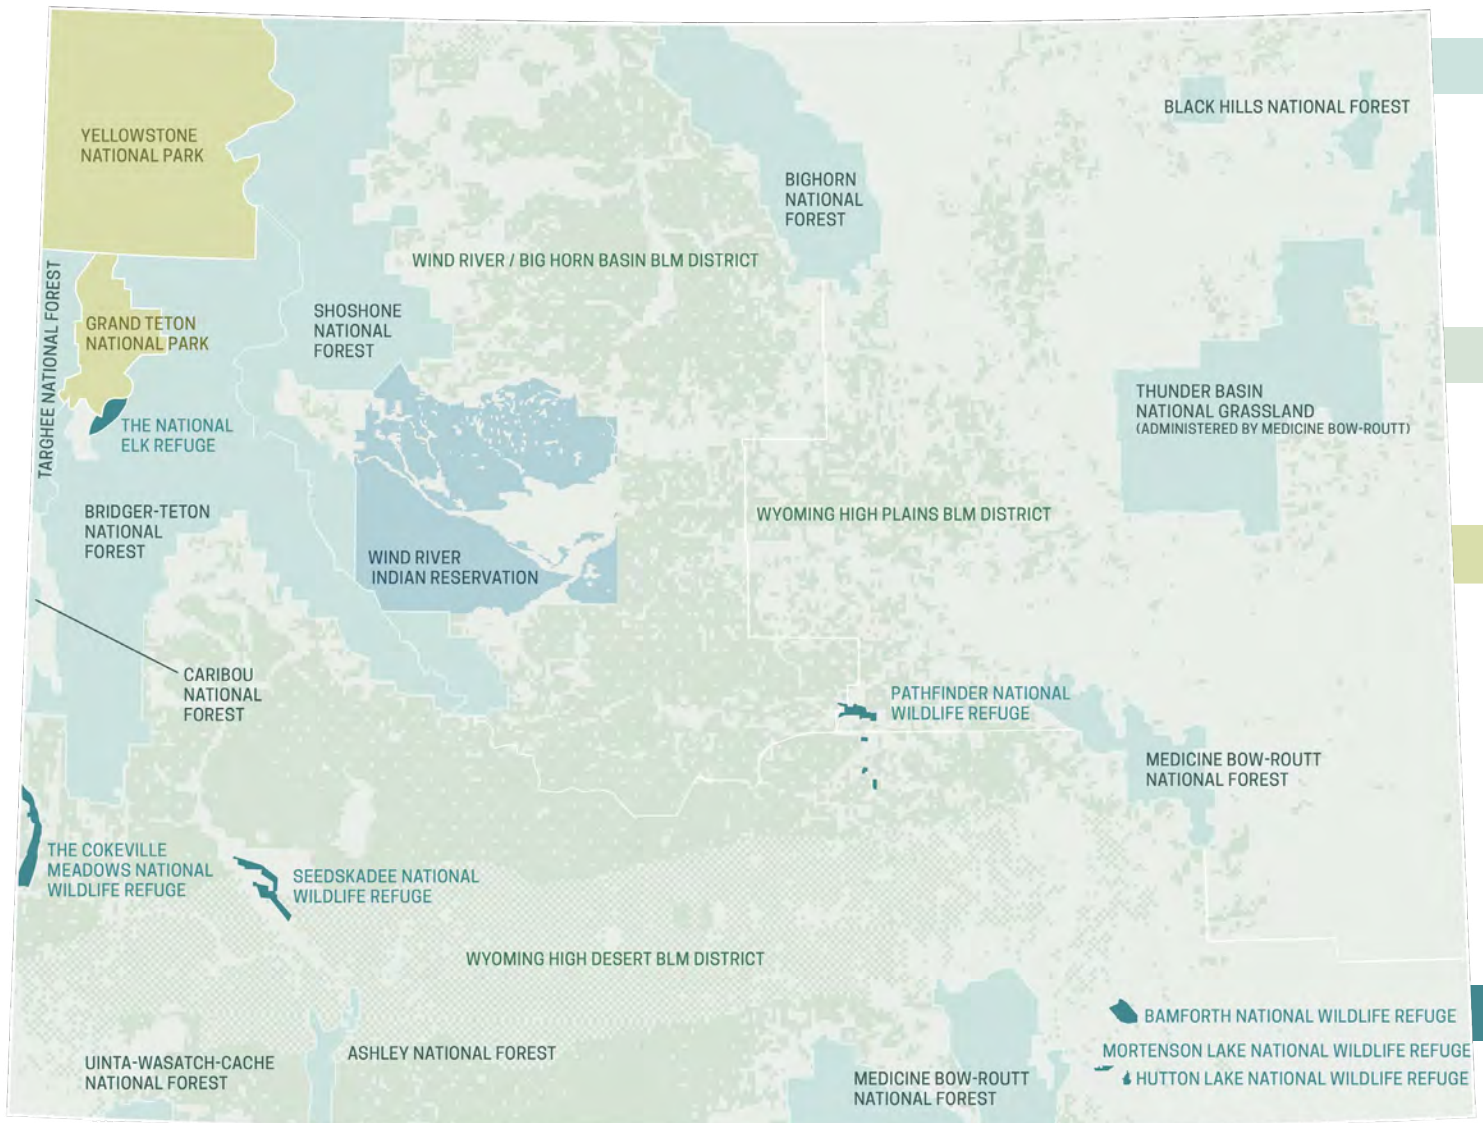 BLACK HILLS NATIONAL FOREST
YELLOWSTONE
NATIONAL PARK
BIGHORN
NATIONAL
FOREST
WIND RIVER / BIG HORN BASIN BLM DISTRICT
TARGHEE NATIONAL FOREST
SHOSHONE
NATIONAL
FOREST
GRAND TETON
NATIONAL PARK
THUNDER BASIN
NATIONAL GRASSLAND
(ADMINISTERED BY MEDICINE BOW-ROUTT)
THE NATIONAL
ELK REFUGE
BRIDGER-TETON
NATIONAL
FOREST
WYOMING HIGH PLAINS BLM DISTRICT
WIND RIVER
INDIAN RESERVATION
CARIBOU
NATIONAL
FOREST
PATHFINDER NATIONAL
WILDLIFE REFUGE
MEDICINE BOW-ROUTT
NATIONAL FOREST
THE COKEVILLE
MEADOWS NATIONAL
WILDLIFE REFUGE
SEEDSKADEE NATIONAL
WILDLIFE REFUGE
WYOMING HIGH DESERT BLM DISTRICT
BAMFORTH NATIONAL WILDLIFE REFUGE
MORTENSON LAKE NATIONAL WILDLIFE REFUGE
HUTTON LAKE NATIONAL WILDLIFE REFUGE
UINTA-WASATCH-CACHE
NATIONAL FOREST
ASHLEY NATIONAL FOREST
MEDICINE BOW-ROUTT
NATIONAL FOREST